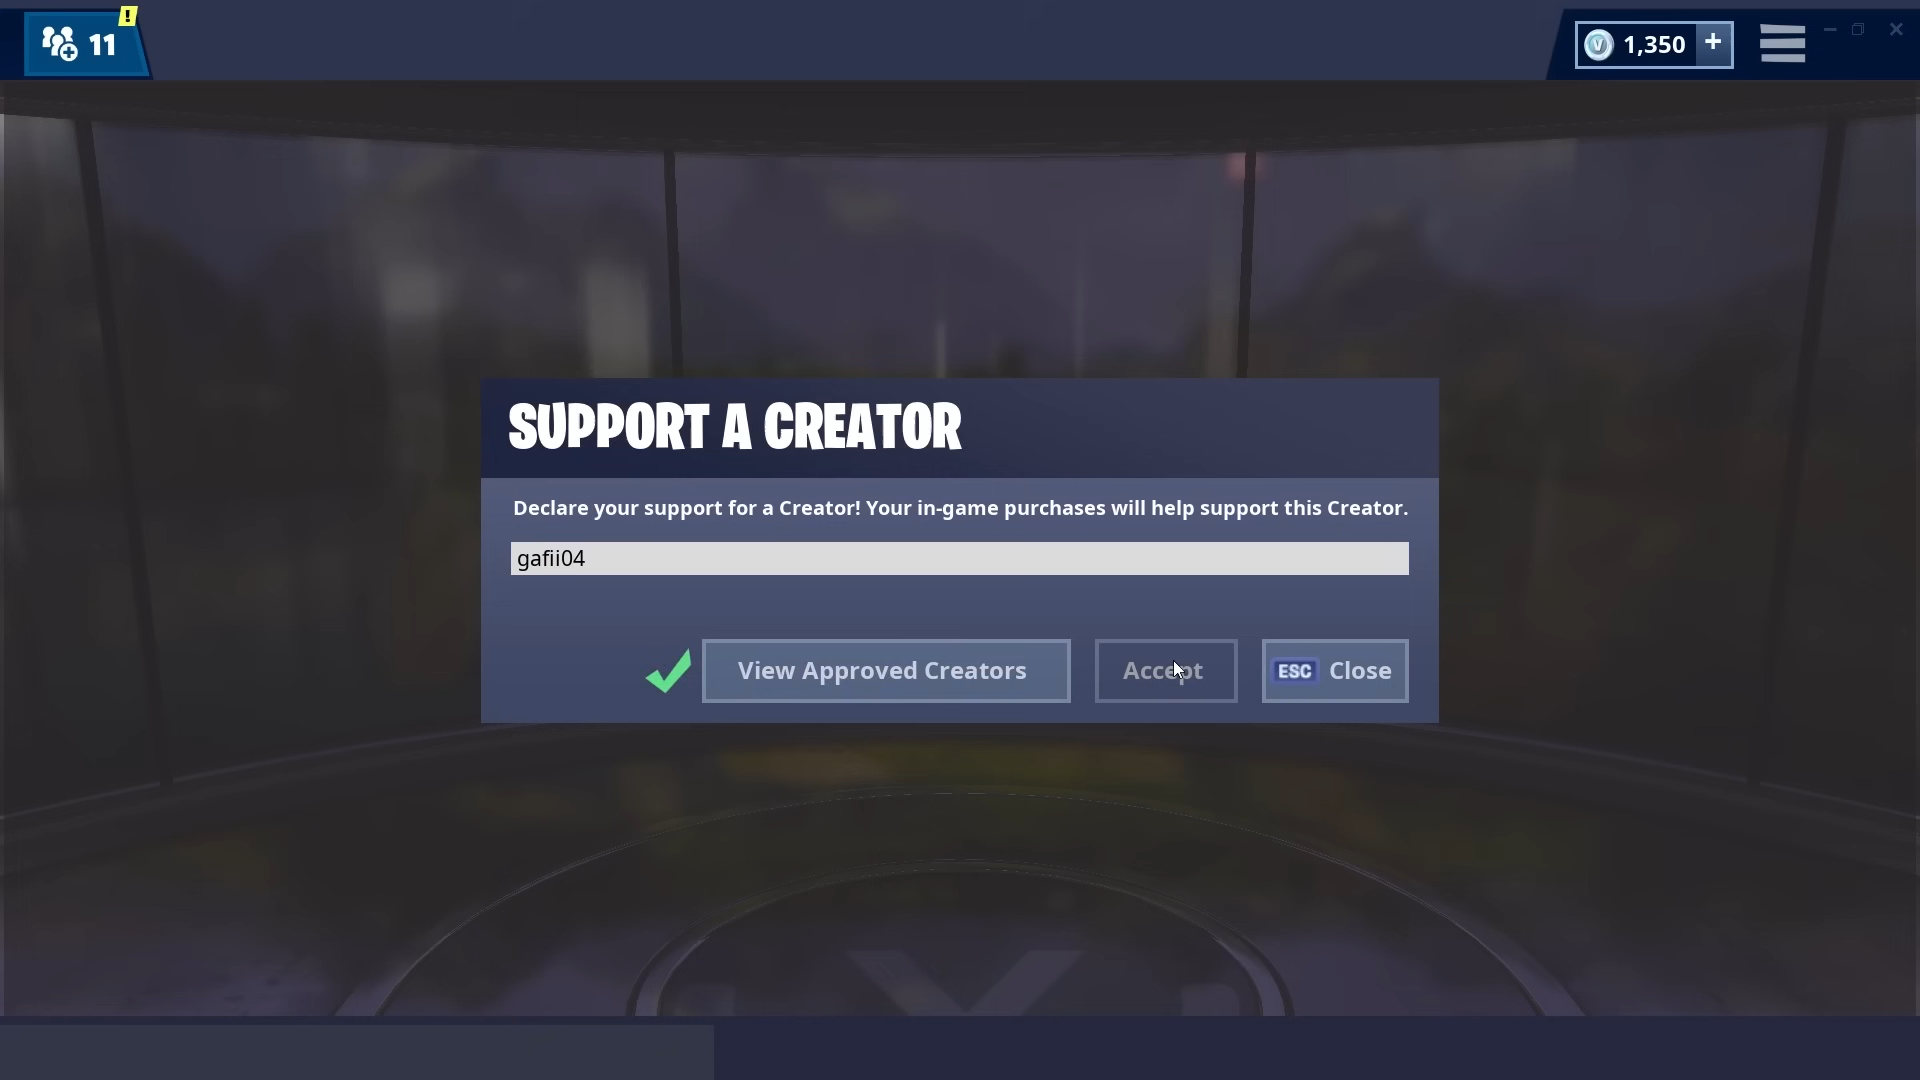 11
!
1,350 +
SUPPORT A CREATOR
Declare your support for a Creator! Your in-game purchases will help support this Creator.
gafii04
View Approved Creators
Accept
ESC Close